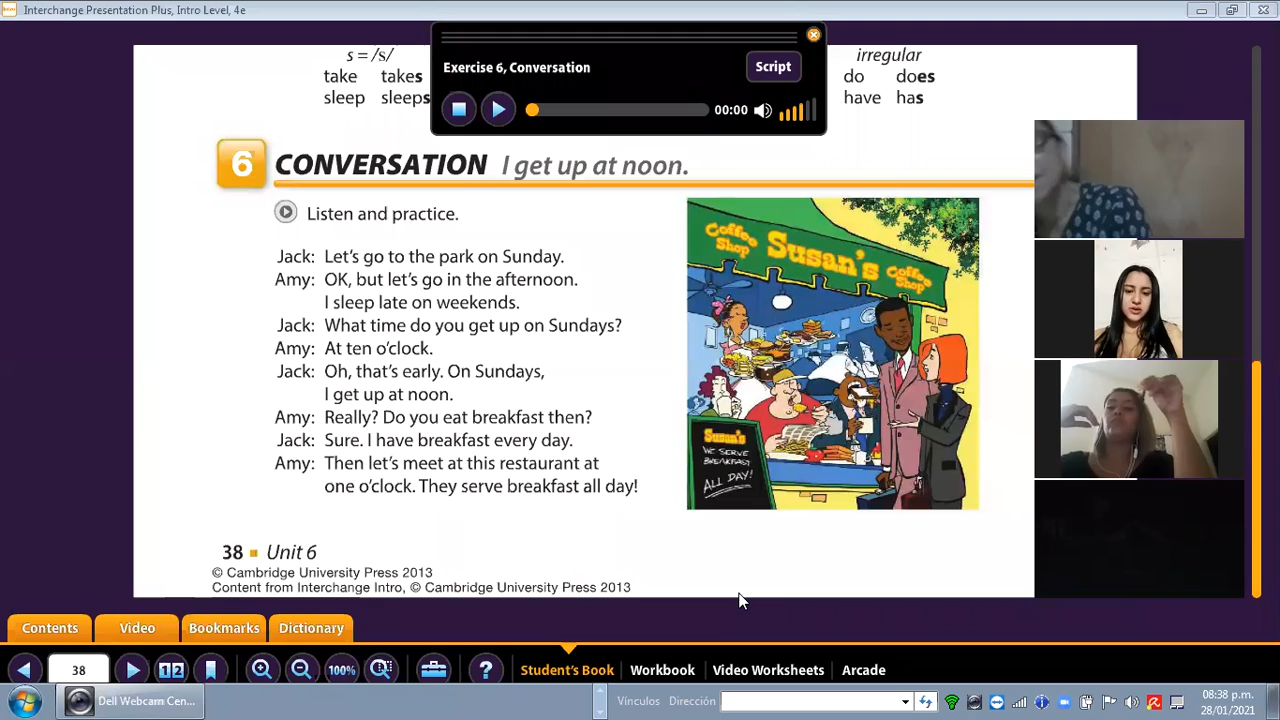 Interchange Presentation Plus, Intro Level, 4e
s = /s/
irregular
take takes
do does
sleep sleeps
have has
Exercise 6, Conversation
Script
00:00
6 CONVERSATION I get up at noon.
Listen and practice.
Jack: Let's go to the park on Sunday.
Amy: OK, but let's go in the afternoon.
I sleep late on weekends.
Jack: What time do you get up on Sundays?
Amy: At ten o'clock.
Jack: Oh, that's early. On Sundays,
I get up at noon.
Amy: Really? Do you eat breakfast then?
Jack: Sure. I have breakfast every day.
Amy: Then let's meet at this restaurant at
one o'clock. They serve breakfast all day!
Coffee Shop Susan's Coffee Shop
Susan's
WE SERVE
BREAKFAST
ALL DAY!
38 Unit 6
© Cambridge University Press 2013
Content from Interchange Intro, © Cambridge University Press 2013
Contents Video Bookmarks Dictionary
38 12 100% ? Student's Book Workbook Video Worksheets Arcade
Dell Webcam Cen... Vínculos Dirección 08:38 p.m.
28/01/2021